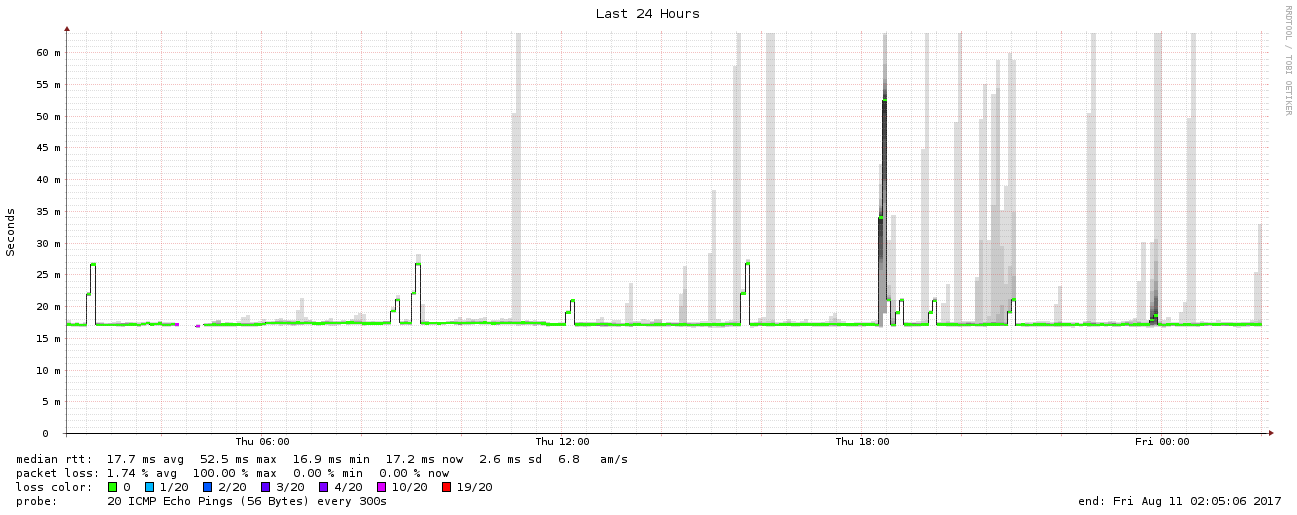 Last 24 Hours
RRDTOOL / TOBI OETIKER
Seconds
60 m
55 m
50 m
45 m
40 m
35 m
30 m
25 m
20 m
15 m
10 m
5 m
0
Thu 06:00 Thu 12:00 Thu 18:00 Fri 00:00
median rtt: 17.7 ms avg 52.5 ms max 16.9 ms min 17.2 ms now 2.6 ms sd 6.8 am/s
packet loss: 1.74 % avg 100.00 % max 0.00 % min 0.00 % now
loss color: 0 1/20 2/20 3/20 4/20 10/20 19/20
probe: 20 ICMP Echo Pings (56 Bytes) every 300s
end: Fri Aug 11 02:05:06 2017